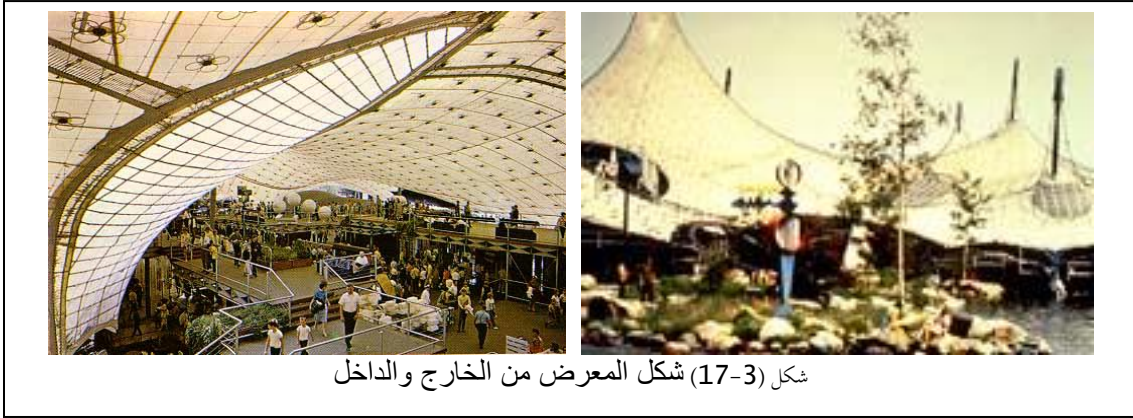 شكل (3-17) شكل المعرض من الخارج والداخل